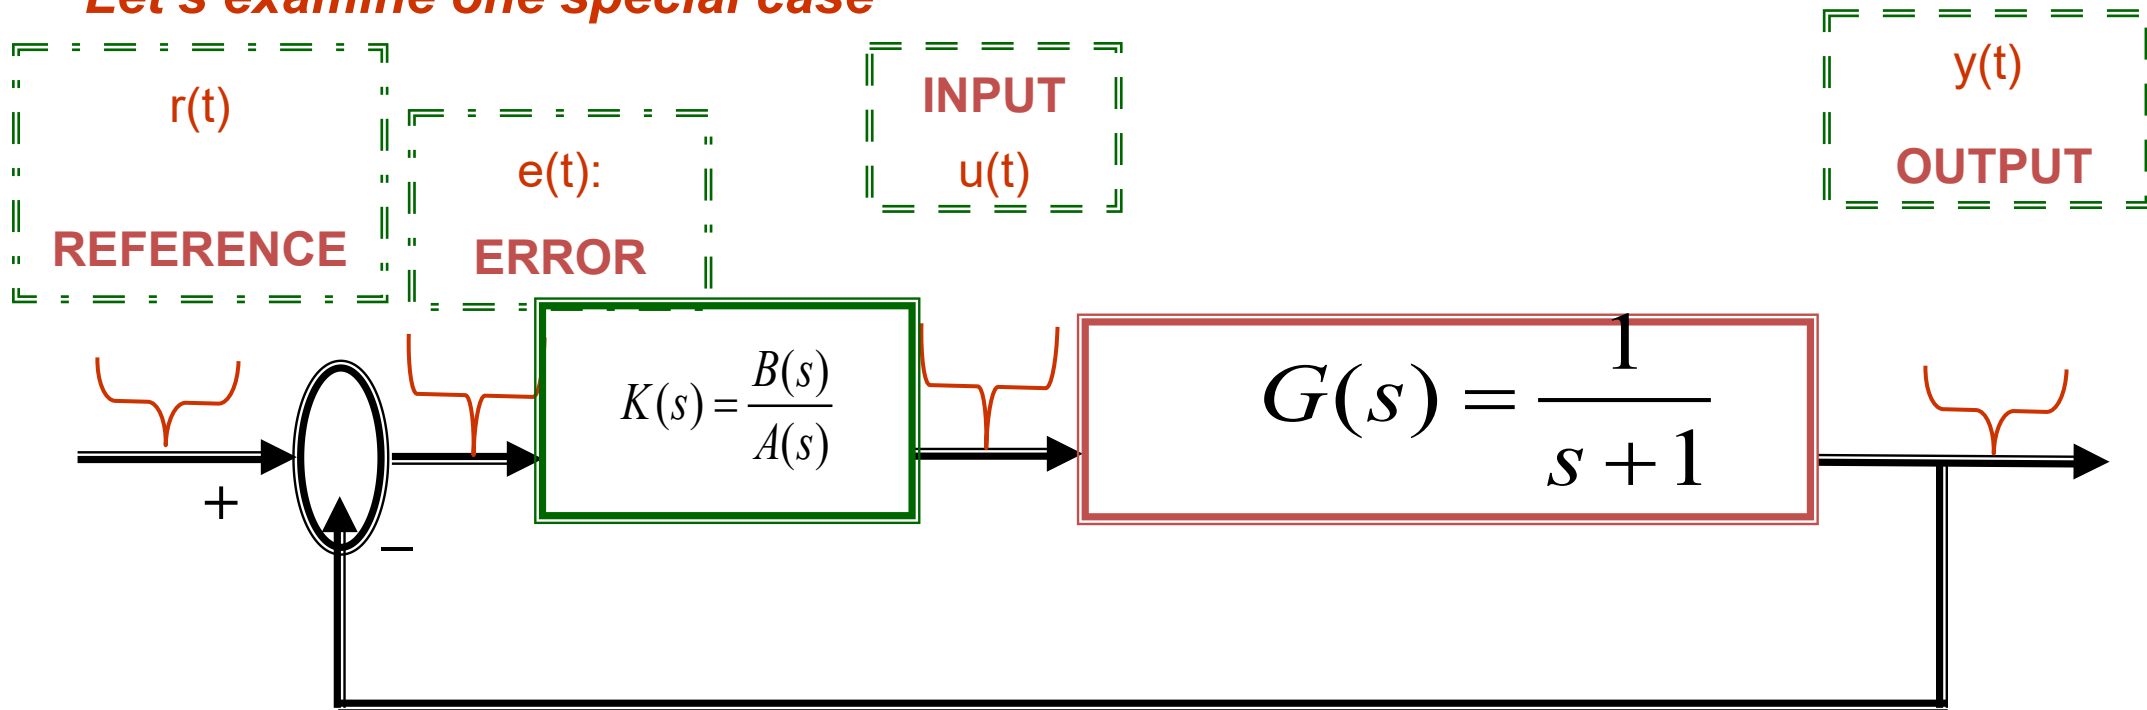 Let's examine one special case
r(t)
REFERENCE
e(t):
ERROR
INPUT
u(t)
y(t)
OUTPUT
K(s) = B(s) / A(s)
G(s) = 1 / s + 1
+
−